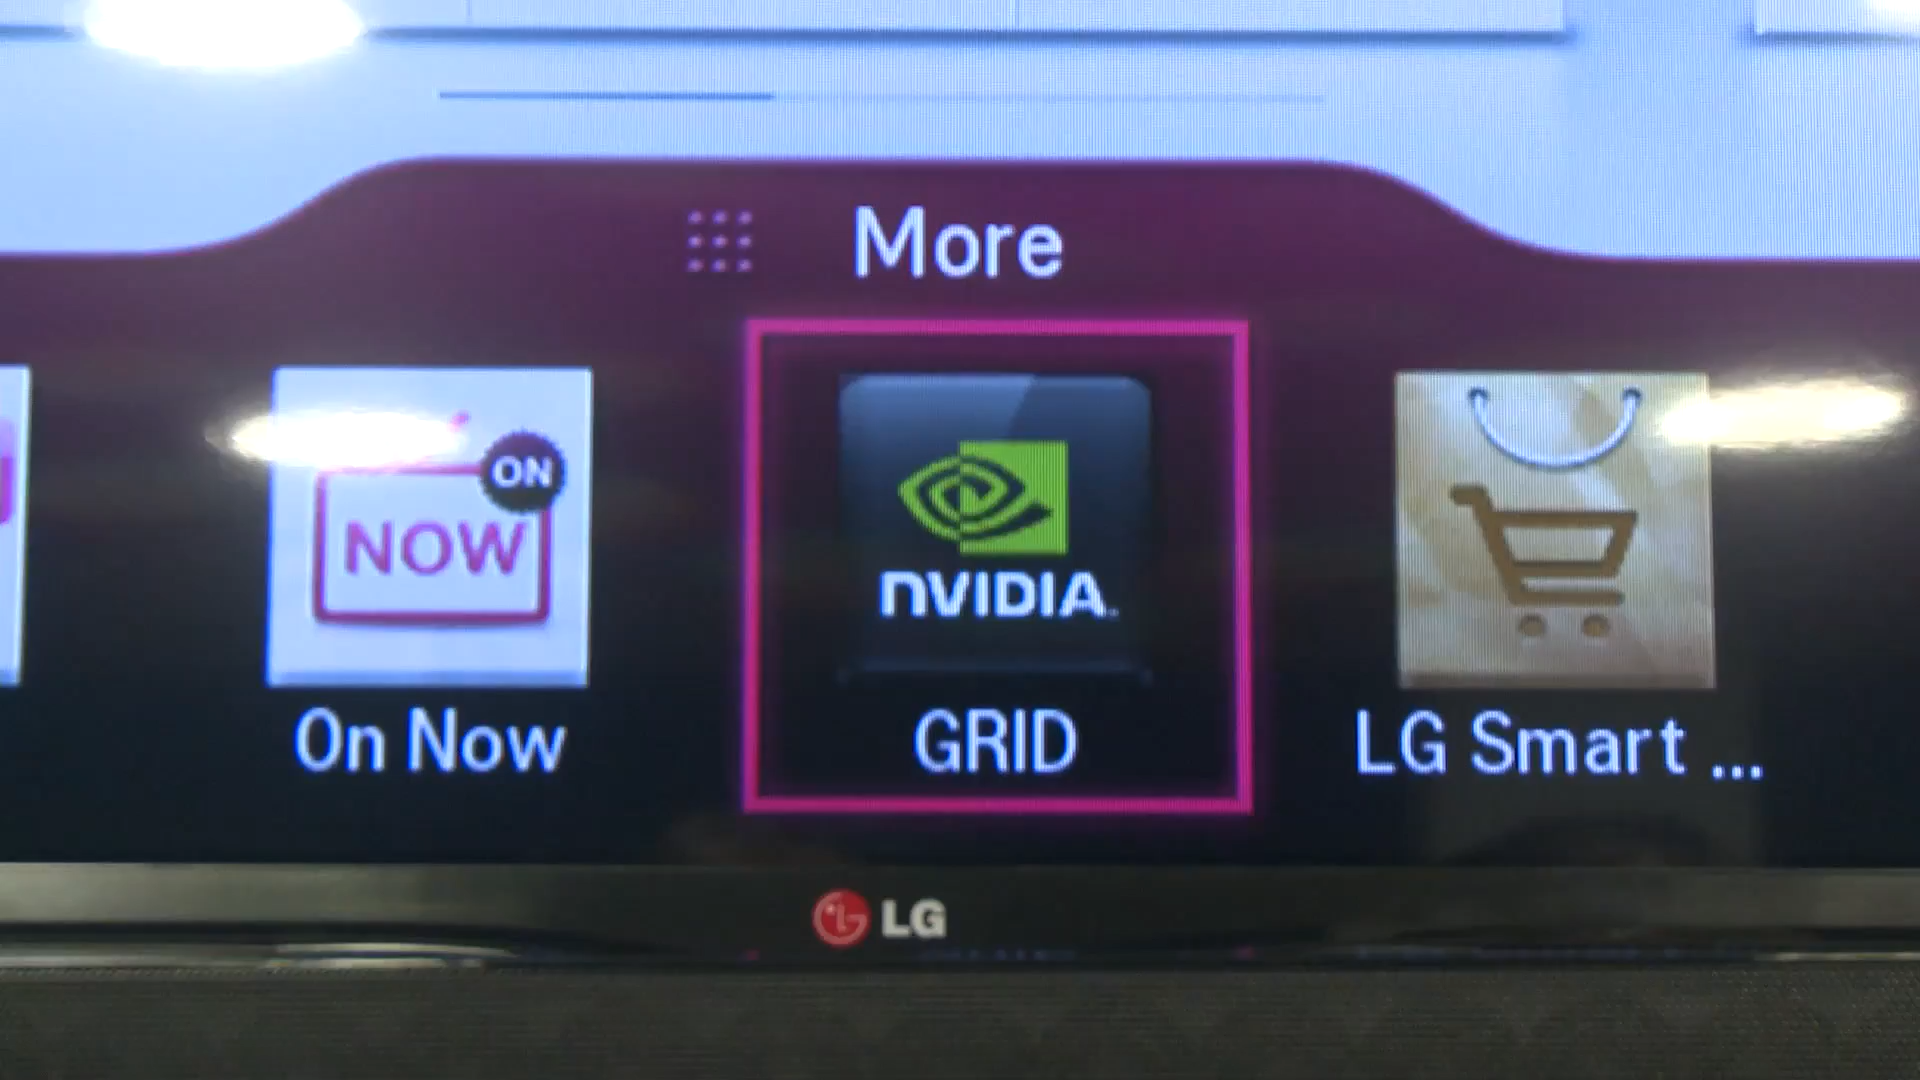 More
ON
NOW
nVIDIA.
On Now
GRID
LG Smart ...
LG